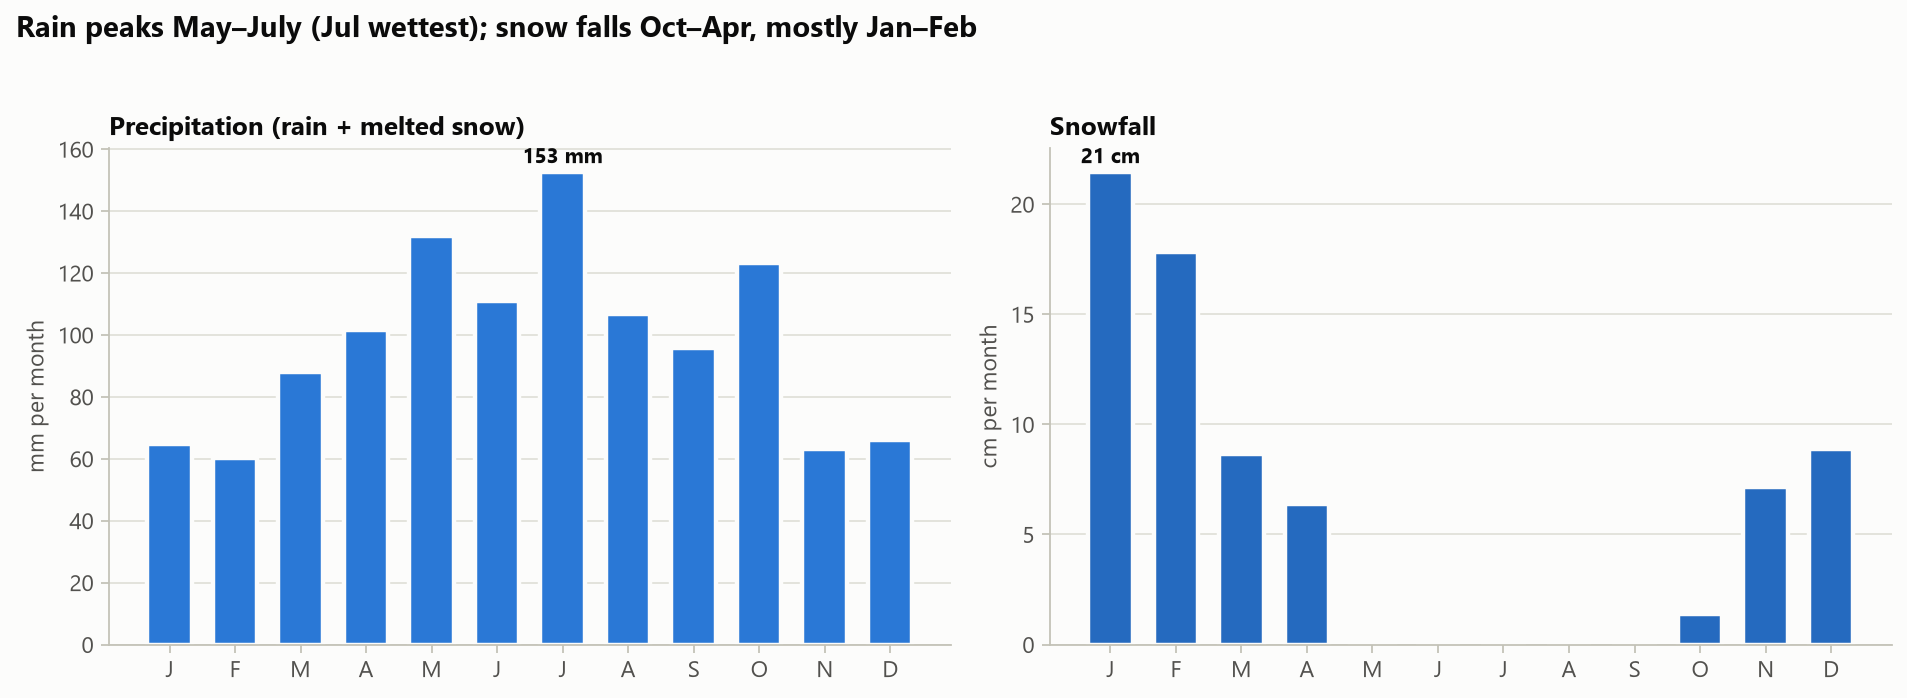 Rain peaks May–July (Jul wettest); snow falls Oct–Apr, mostly Jan–Feb
Precipitation (rain + melted snow)
160
140
120
100
80
60
40
20
0
mm per month
153 mm
J F M A M J J A S O N D
Snowfall
20
15
10
5
0
cm per month
21 cm
J F M A M J J A S O N D